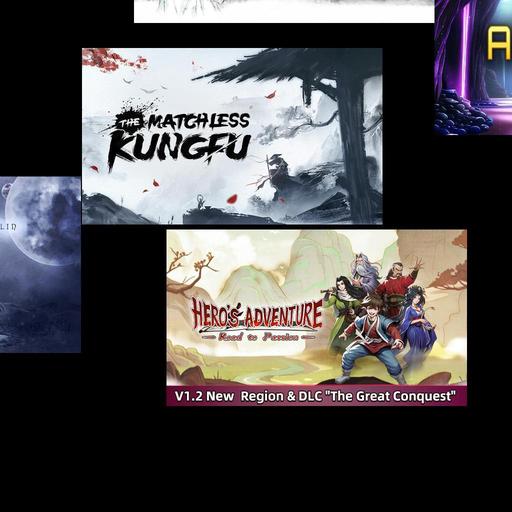 A
THE MATCHLESS
KUNGFU
LIN
HERO'S ADVENTURE
Road to Passion
V1.2 New Region & DLC "The Great Conquest"